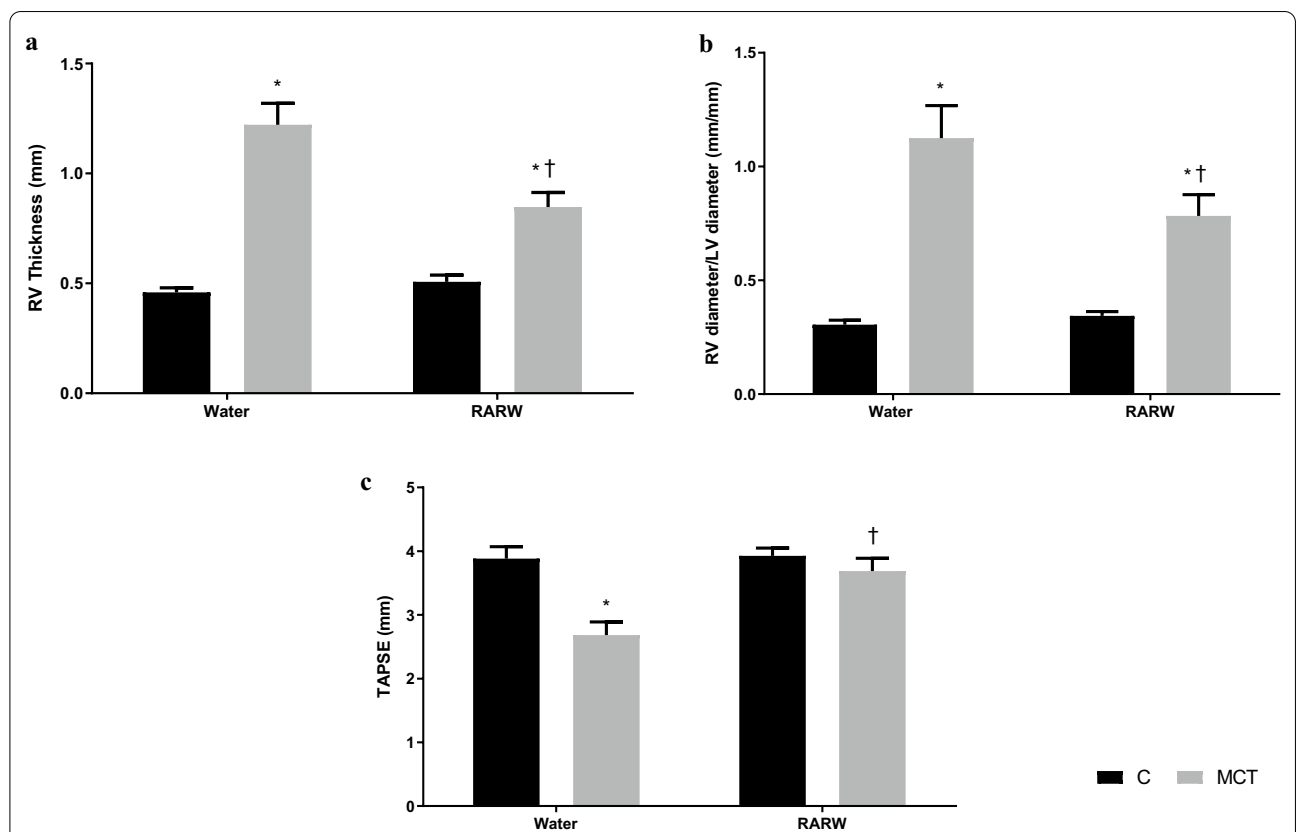 a
1.5
1.0
0.5
0.0
RV Thickness (mm)
*
* †
Water
RARW
b
1.5
1.0
0.5
0.0
RV diameter/LV diameter (mm/mm)
*
* †
Water
RARW
c
5
4
3
2
1
0
TAPSE (mm)
*
†
Water
RARW
C
MCT